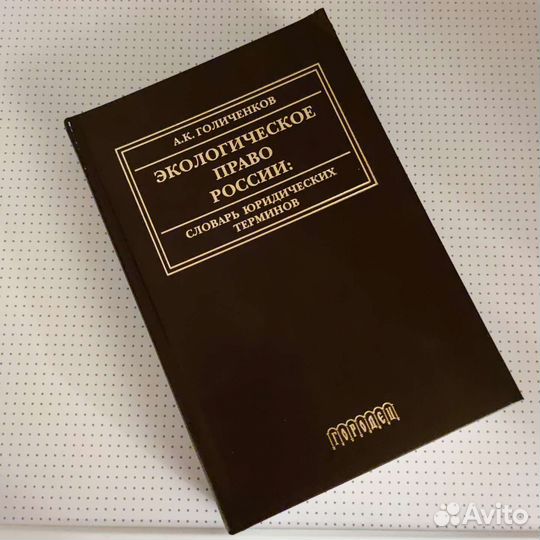 А.К. ГОЛИЧЕНКОВ
ЭКОЛОГИЧЕСКОЕ
ПРАВО
РОССИИ:
СЛОВАРЬ ЮРИДИЧЕСКИХ
ТЕРМИНОВ
ГОРОДЕЦ
Avito